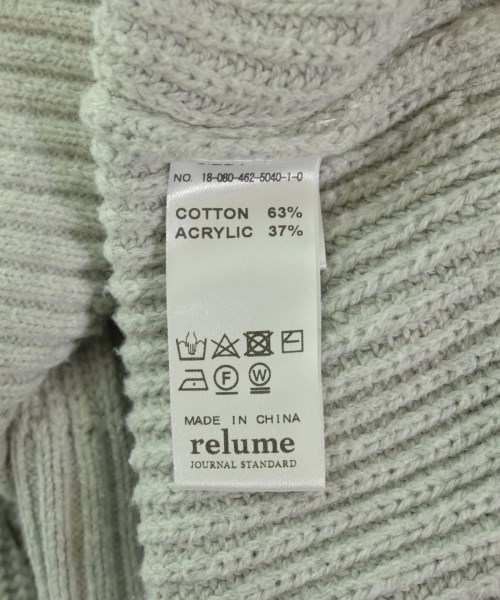 NO. 18-080-462-5040-1-0
COTTON 63%
ACRYLIC 37%
F
W
MADE IN CHINA
relume
JOURNAL STANDARD